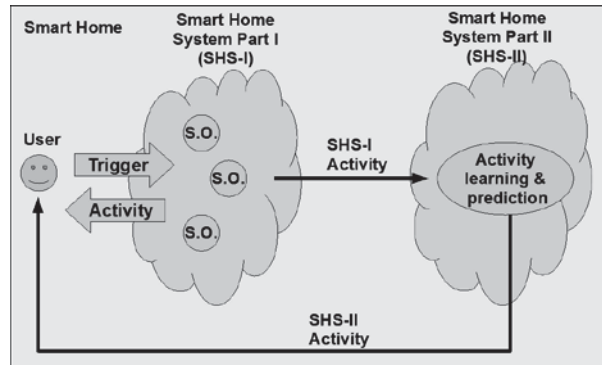 Smart Home
Smart Home
System Part I
(SHS-I)
Smart Home
System Part II
(SHS-II)
User
S.O.
Trigger
S.O.
Activity
S.O.
SHS-I
Activity
Activity
learning &
prediction
SHS-II
Activity